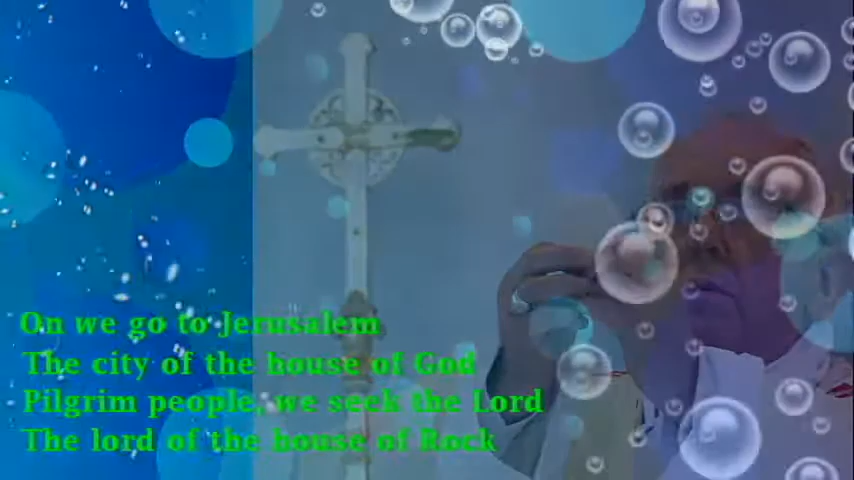 On we go to Jerusalem
The city of the house of God
Pilgrim people, we seek the Lord
The lord of the house of Rock